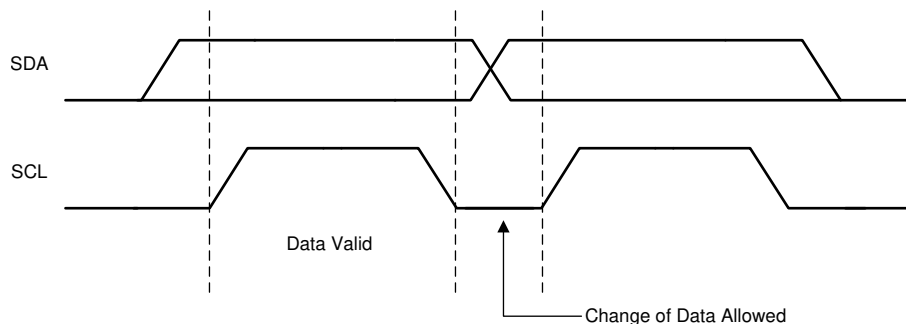 SDA
SCL
Data Valid
Change of Data Allowed